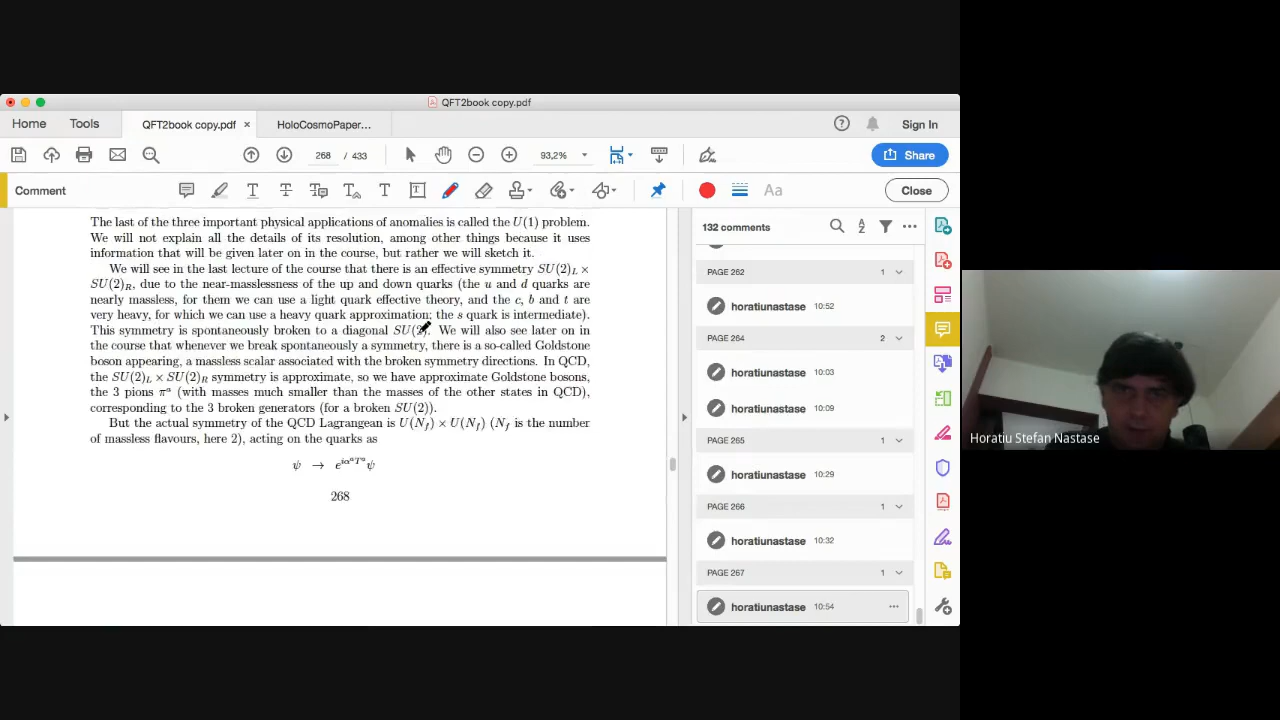 QFT2book copy.pdf
Home
Tools
QFT2book copy.pdf ×
HoloCosmoPaper...
Sign In
268 / 433
93,2%
Share
Comment
Aa
Close
The last of the three important physical applications of anomalies is called the U(1) problem.
We will not explain all the details of its resolution, among other things because it uses
information that will be given later on in the course, but rather we will sketch it.
We will see in the last lecture of the course that there is an effective symmetry SU(2)_L ×
SU(2)_R, due to the near-masslessness of the up and down quarks (the u and d quarks are
nearly massless, for them we can use a light quark effective theory, and the c, b and t are
very heavy, for which we can use a heavy quark approximation; the s quark is intermediate).
This symmetry is spontaneously broken to a diagonal SU(2). We will also see later on in
the course that whenever we break spontaneously a symmetry, there is a so-called Goldstone
boson appearing, a massless scalar associated with the broken symmetry directions. In QCD,
the SU(2)_L × SU(2)_R symmetry is approximate, so we have approximate Goldstone bosons,
the 3 pions π^a (with masses much smaller than the masses of the other states in QCD),
corresponding to the 3 broken generators (for a broken SU(2)).
But the actual symmetry of the QCD Lagrangean is U(N_f) × U(N_f) (N_f is the number
of massless flavours, here 2), acting on the quarks as
ψ → e^{iα^a T^a} ψ
268
132 comments
PAGE 262 1
horatiunastase 10:52
PAGE 264 2
horatiunastase 10:03
horatiunastase 10:09
PAGE 265 1
horatiunastase 10:29
PAGE 266 1
horatiunastase 10:32
PAGE 267 1
horatiunastase 10:54
Horatiu Stefan Nastase